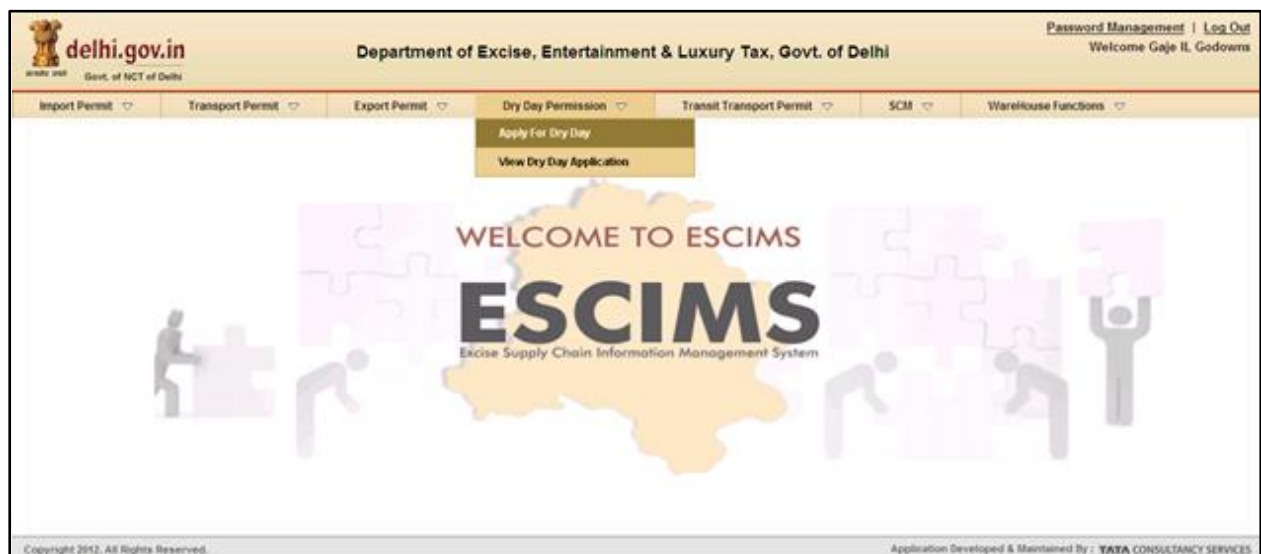 Password Management | Log Out
delhi.gov.in
Department of Excise, Entertainment & Luxury Tax, Govt. of Delhi
Welcome Gaje IL Godowns
Govt. of NCT of Delhi
Import Permit Transport Permit Export Permit Dry Day Permission Transit Transport Permit SCM WareHouse Functions
Apply For Dry Day
View Dry Day Application
WELCOME TO ESCIMS
ESCIMS
Excise Supply Chain Information Management System
Copyright 2012. All Rights Reserved. Application Developed & Maintained By : TATA CONSULTANCY SERVICES